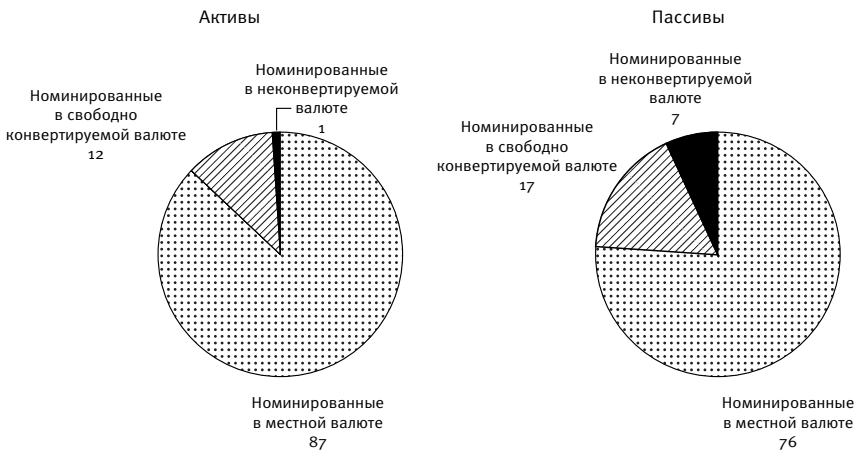 Активы
Номинированные
в неконвертируемой
валюте
1
Номинированные
в свободно
конвертируемой валюте
12
Номинированные
в местной валюте
87
Пассивы
Номинированные
в неконвертируемой
валюте
7
Номинированные
в свободно
конвертируемой валюте
17
Номинированные
в местной валюте
76